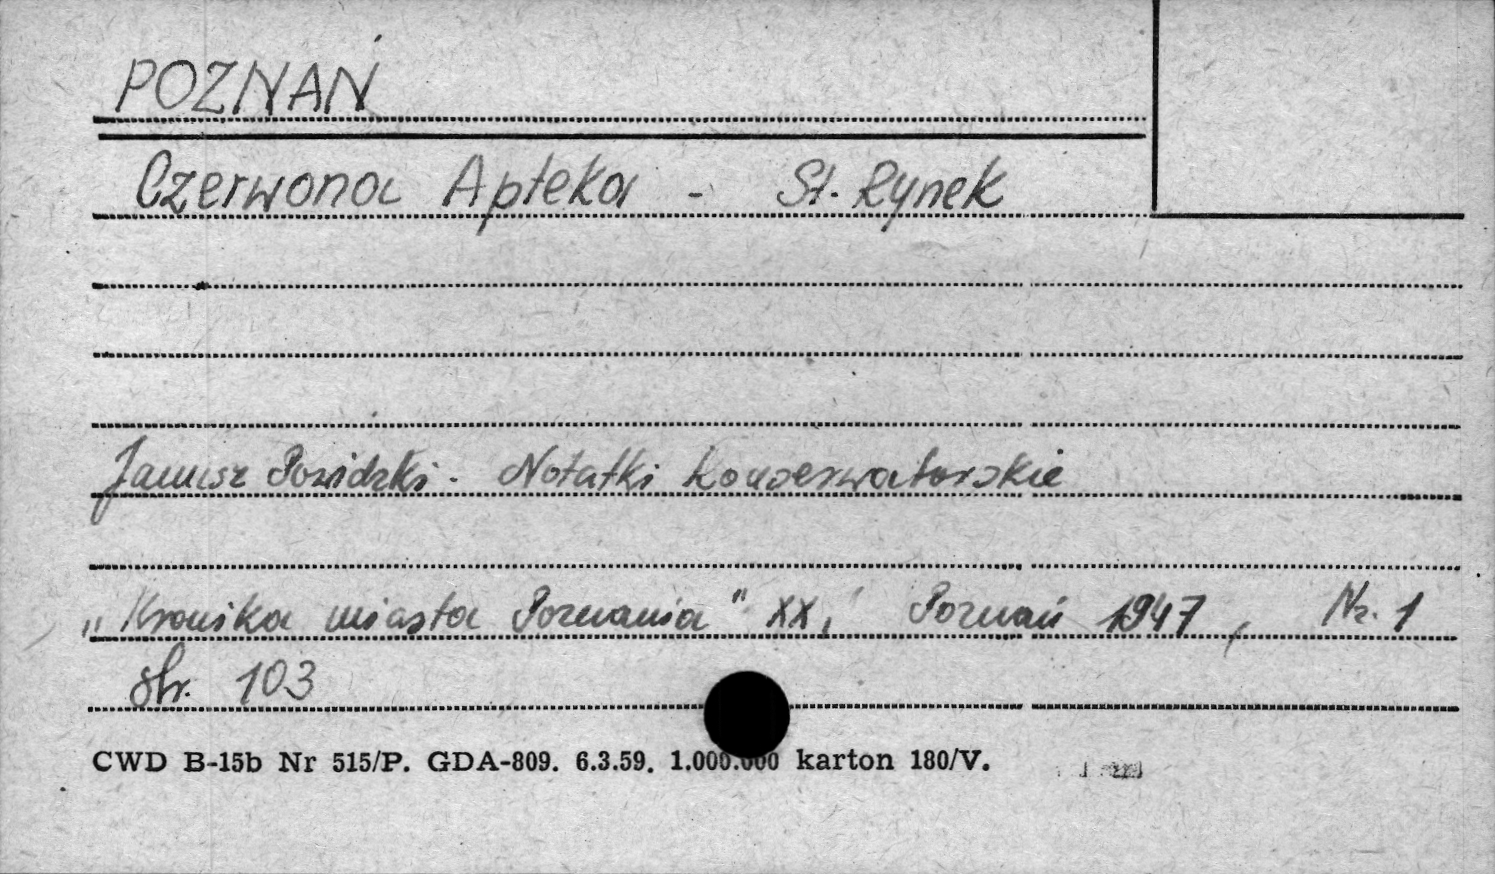 POZNAŃ
Czerwona Apteka - St. Rynek
Janusz Powidzki. Notatki Konserwatorskie
„Kronika miasta Poznania" XX, Poznań 1947, Nr. 1
str. 103
CWD B-15b Nr 515/P. GDA-809. 6.3.59. 1.000.000 karton 180/V.